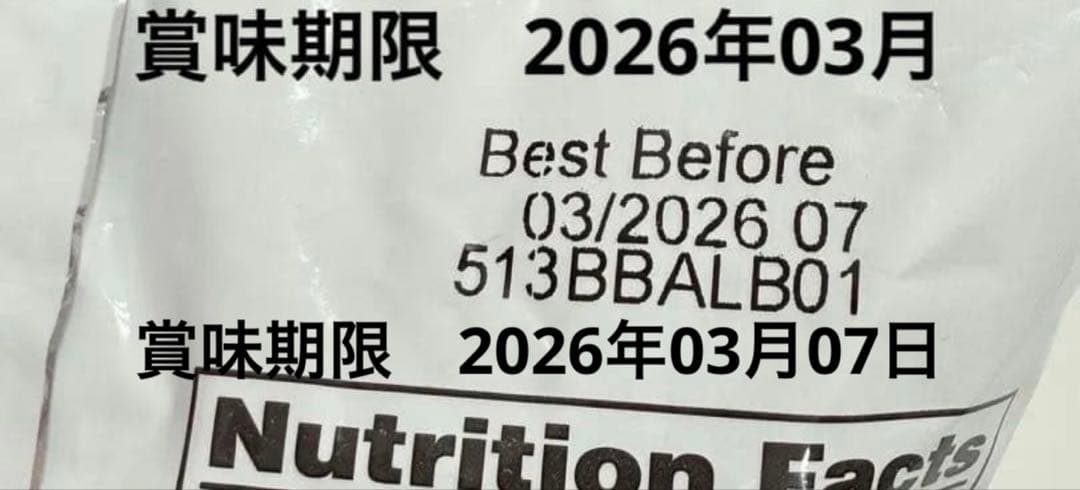 賞味期限　2026年03月
Best Before
03/2026 07
513BBALB01
賞味期限　2026年03月07日
Nutrition Facts